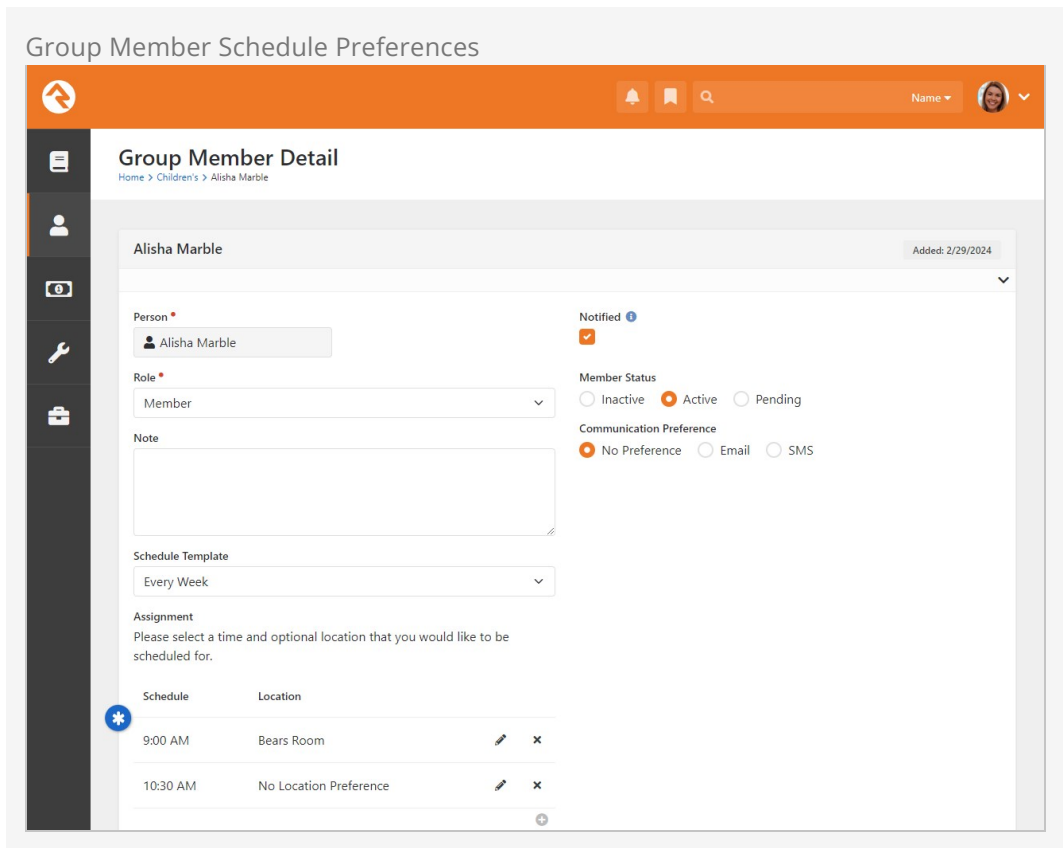 Group Member Schedule Preferences
Name
Group Member Detail
Home > Children's > Alisha Marble
Alisha Marble
Added: 2/29/2024
Person
Alisha Marble
Role
Member
Note
Schedule Template
Every Week
Assignment
Please select a time and optional location that you would like to be
scheduled for.
Schedule Location
9:00 AM Bears Room
10:30 AM No Location Preference
Notified
Member Status
Inactive Active Pending
Communication Preference
No Preference Email SMS